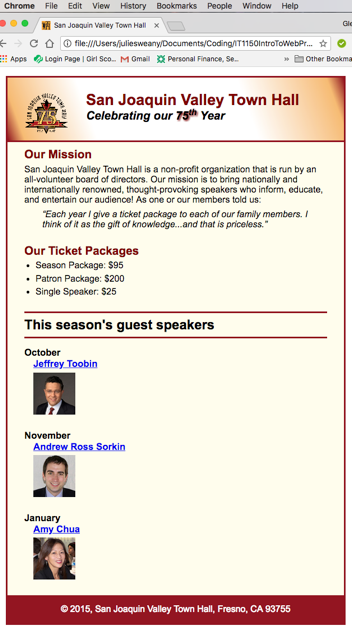 Chrome File Edit View History Bookmarks People Window Help
San Joaquin Valley Town Hall
file:///Users/juliesweany/Documents/Coding/IT1150IntroToWebPr...
Apps Login Page | Girl Sco... Gmail Personal Finance, Se... » Other Bookma
75
San Joaquin Valley Town Hall
Celebrating our 75th Year
Our Mission
San Joaquin Valley Town Hall is a non-profit organization that is run by an
all-volunteer board of directors. Our mission is to bring nationally and
internationally renowned, thought-provoking speakers who inform, educate,
and entertain our audience! As one or our members told us:
"Each year I give a ticket package to each of our family members. I
think of it as the gift of knowledge...and that is priceless."
Our Ticket Packages
• Season Package: $95
• Patron Package: $200
• Single Speaker: $25
This season's guest speakers
October
Jeffrey Toobin
November
Andrew Ross Sorkin
January
Amy Chua
© 2015, San Joaquin Valley Town Hall, Fresno, CA 93755